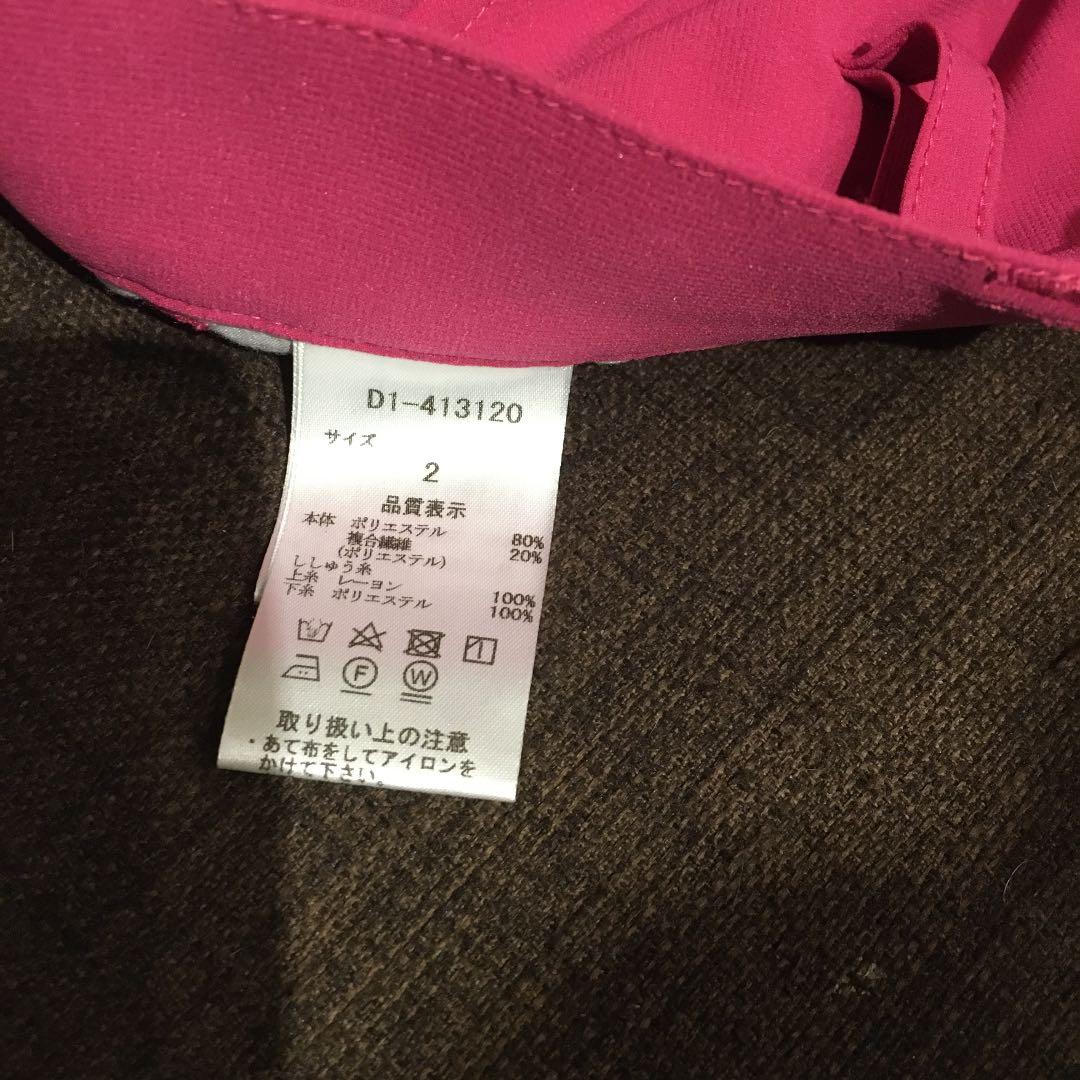 D1-413120
サイズ
2
品質表示
本体 ポリエステル 80%
複合繊維 20%
(ポリエステル)
ししゅう糸
上糸 レーヨン 100%
下糸 ポリエステル 100%
F W
取り扱い上の注意
・あて布をしてアイロンを
かけて下さい。